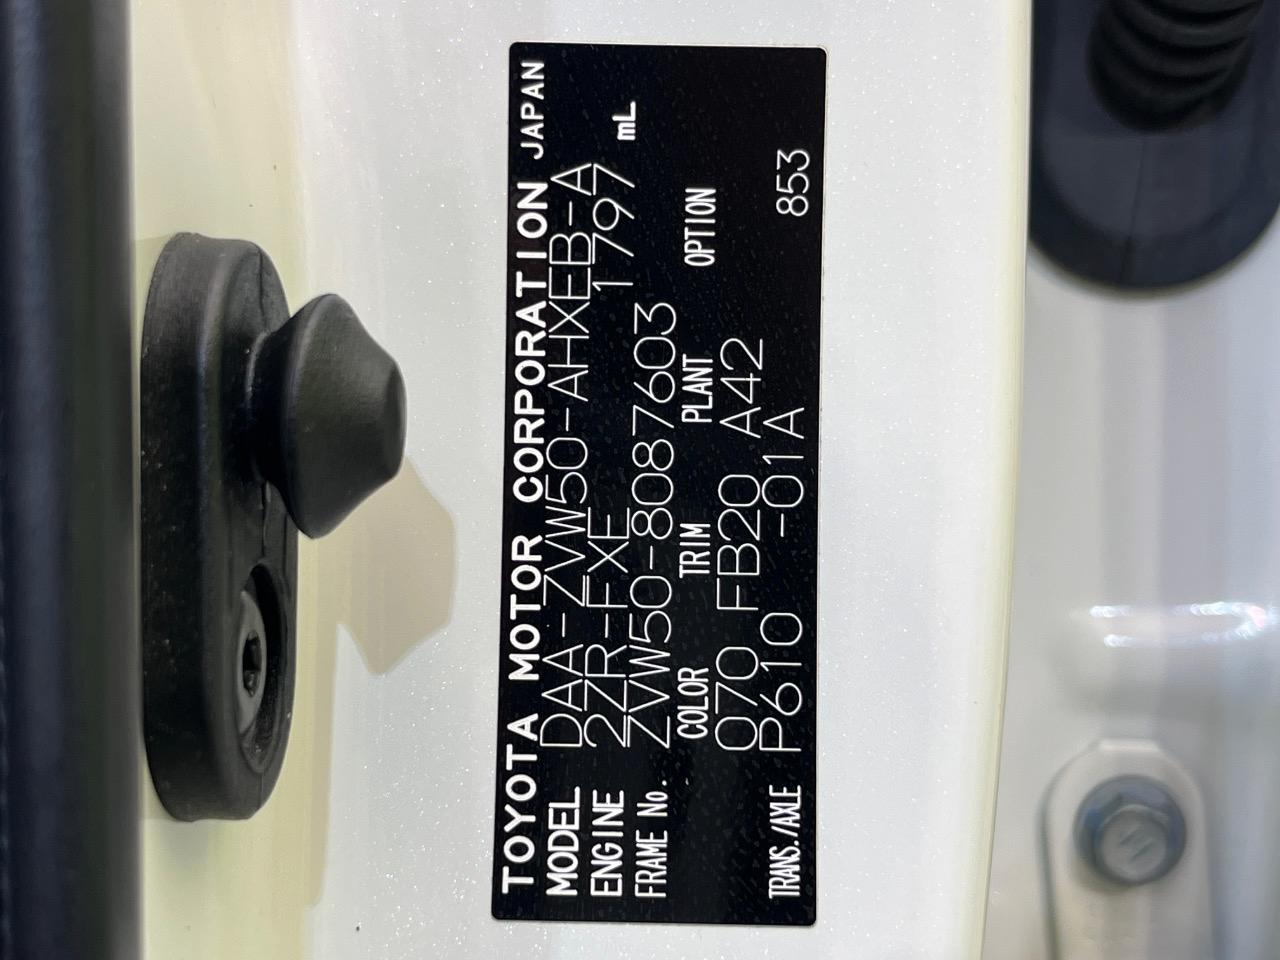 TOYOTA MOTOR CORPORATION JAPAN
MODEL DAA-ZVW50-AHXEB-A
ENGINE 2ZR-FXE 1797 mL
FRAME No. ZVW50-8087603
COLOR TRIM PLANT OPTION
070 FB20 A42
TRANS./AXLE P610 -01A 853